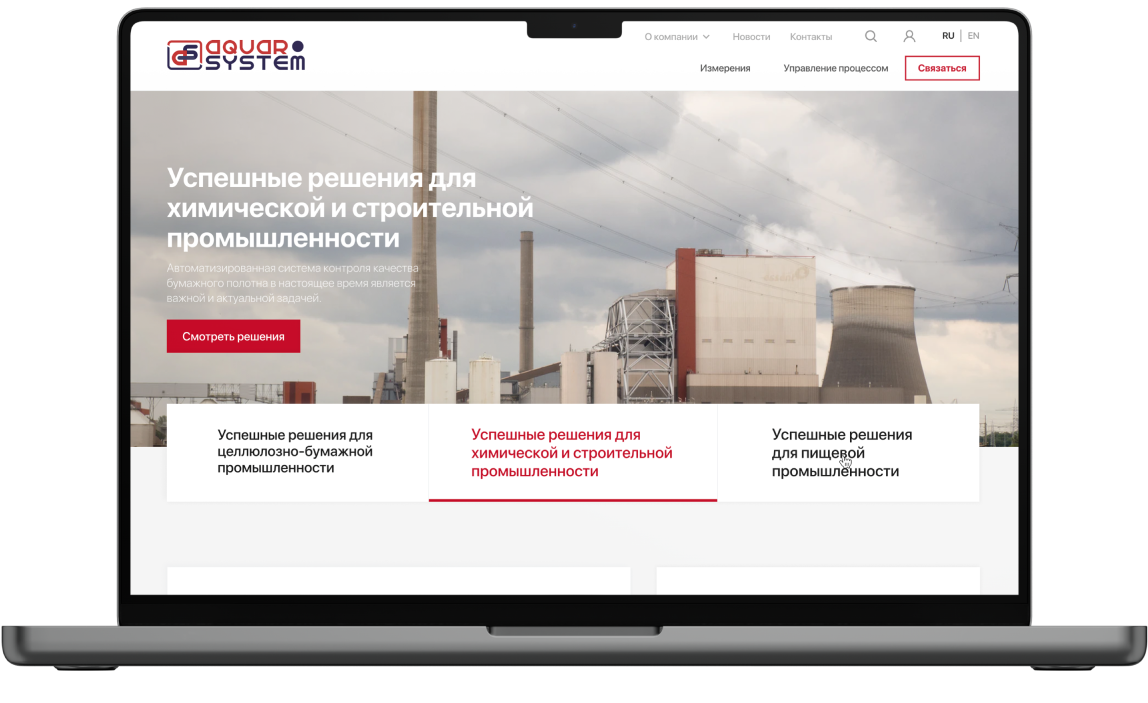 AQUAR
SYSTEM
О компании
Новости
Контакты
RU | EN
Измерения
Управление процессом
Связаться
Успешные решения для
химической и строительной
промышленности
Автоматизированная система контроля качества
бумажного полотна в настоящее время является
важной и актуальной задачей.
Смотреть решения
Успешные решения для
целлюлозно-бумажной
промышленности
Успешные решения для
химической и строительной
промышленности
Успешные решения
для пищевой
промышленности